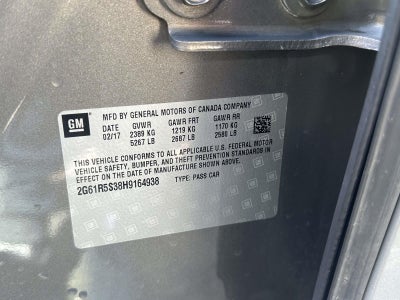 GM
MFD BY GENERAL MOTORS OF CANADA COMPANY
DATE GVWR GAWR FRT GAWR RR
02/17 2389 KG 1219 KG 1170 KG
5267 LB 2687 LB 2580 LB
THIS VEHICLE CONFORMS TO ALL APPLICABLE U.S. FEDERAL MOTOR
VEHICLE SAFETY, BUMPER, AND THEFT PREVENTION STANDARDS IN
EFFECT ON THE DATE OF MANUFACTURE SHOWN ABOVE.
2G61R5S38H9164938 TYPE: PASS CAR